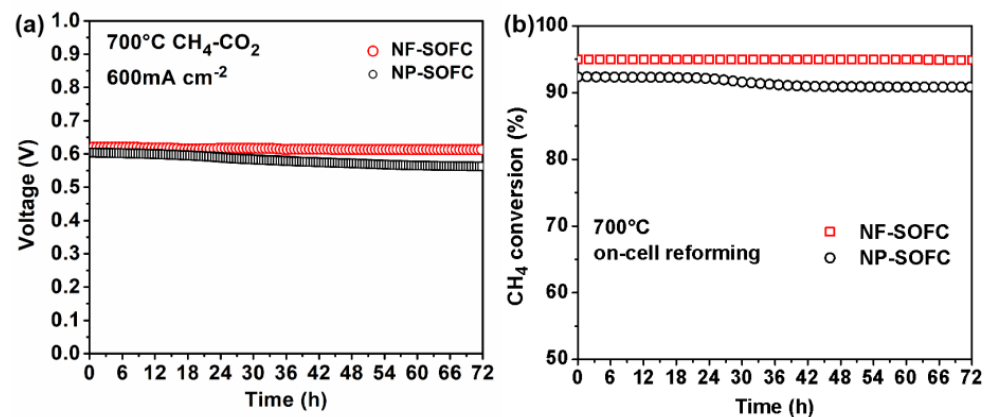 (a)
700°C CH₄-CO₂
600mA cm⁻²
NF-SOFC
NP-SOFC
1.0
0.9
0.8
0.7
0.6
0.5
0.4
0.3
0.2
0.1
0.0
Voltage (V)
0 6 12 18 24 30 36 42 48 54 60 66 72
Time (h)
(b)
95
90
95
70
95
50
CH₄ conversion (%)
700°C
on-cell reforming
NF-SOFC
NP-SOFC
0 6 12 18 24 30 36 42 48 54 60 66 72
Time (h)